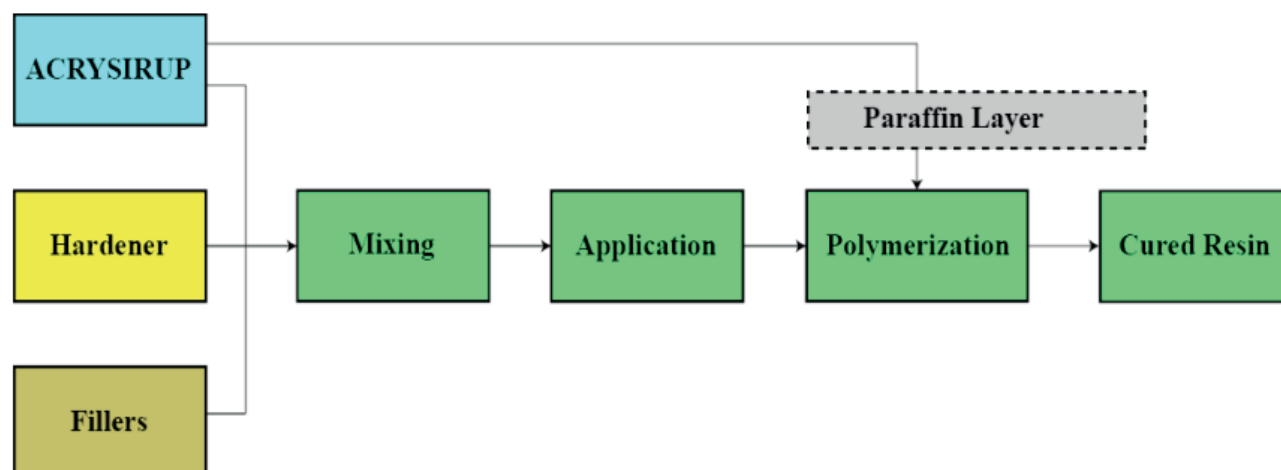 ACRYSIRUP
Paraffin Layer
Hardener
Mixing
Application
Polymerization
Cured Resin
Fillers